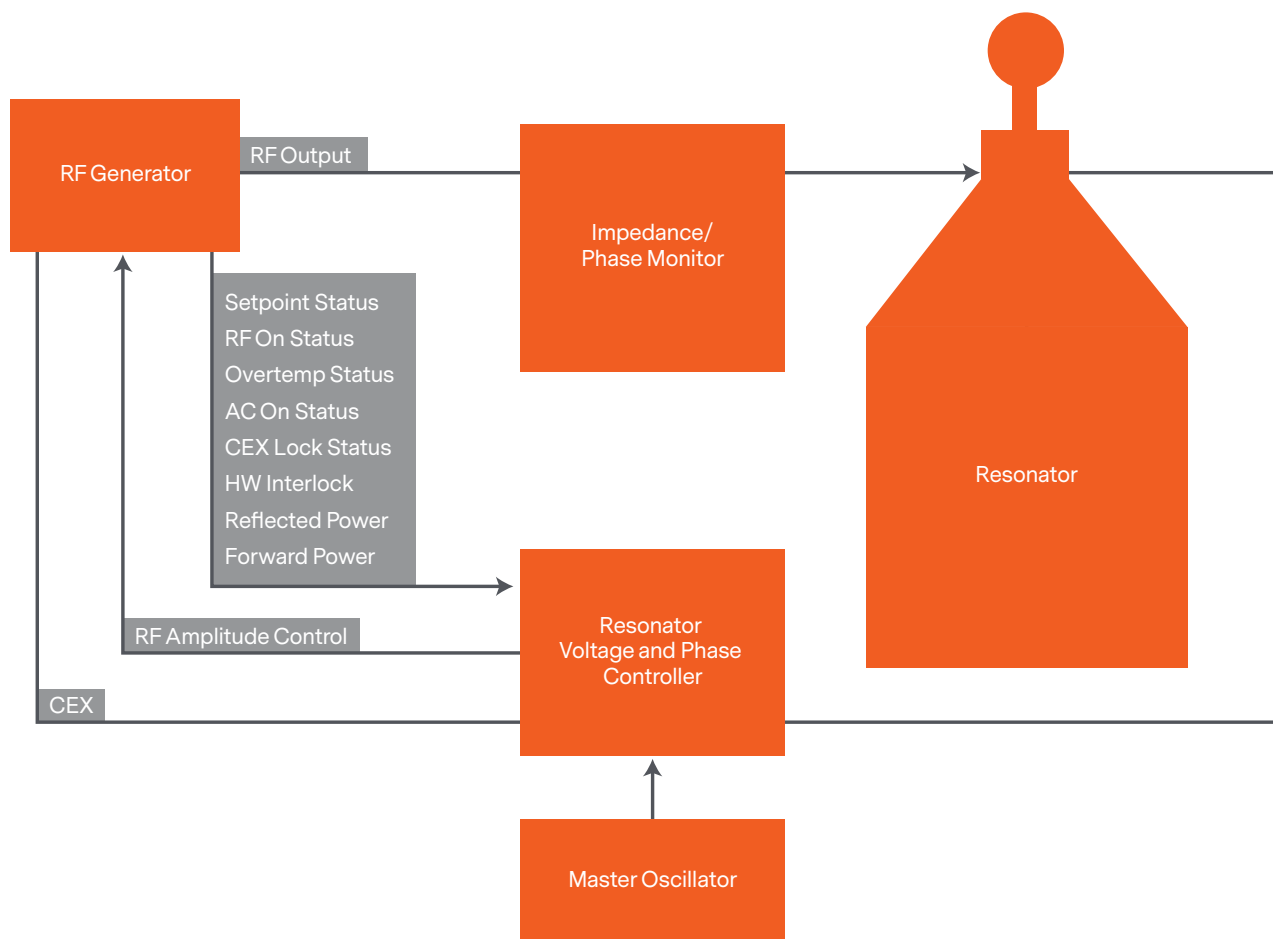 RF Generator
RF Output
Impedance/
Phase Monitor
Setpoint Status
RF On Status
Overtemp Status
AC On Status
CEX Lock Status
HW Interlock
Reflected Power
Forward Power
Resonator
RF Amplitude Control
Resonator
Voltage and Phase
Controller
CEX
Master Oscillator